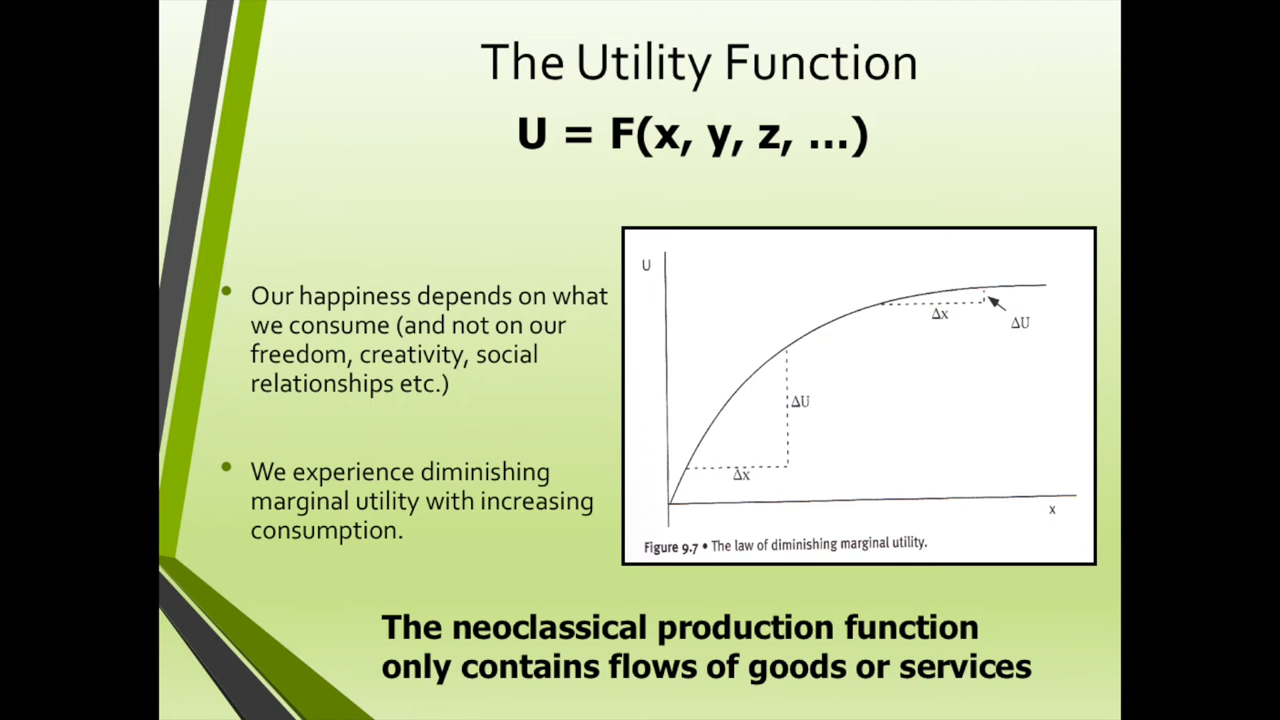 The Utility Function
U = F(x, y, z, ...)
• Our happiness depends on what
we consume (and not on our
freedom, creativity, social
relationships etc.)
• We experience diminishing
marginal utility with increasing
consumption.
U
Δx
ΔU
ΔU
Δx
x
Figure 9.7 • The law of diminishing marginal utility.
The neoclassical production function
only contains flows of goods or services